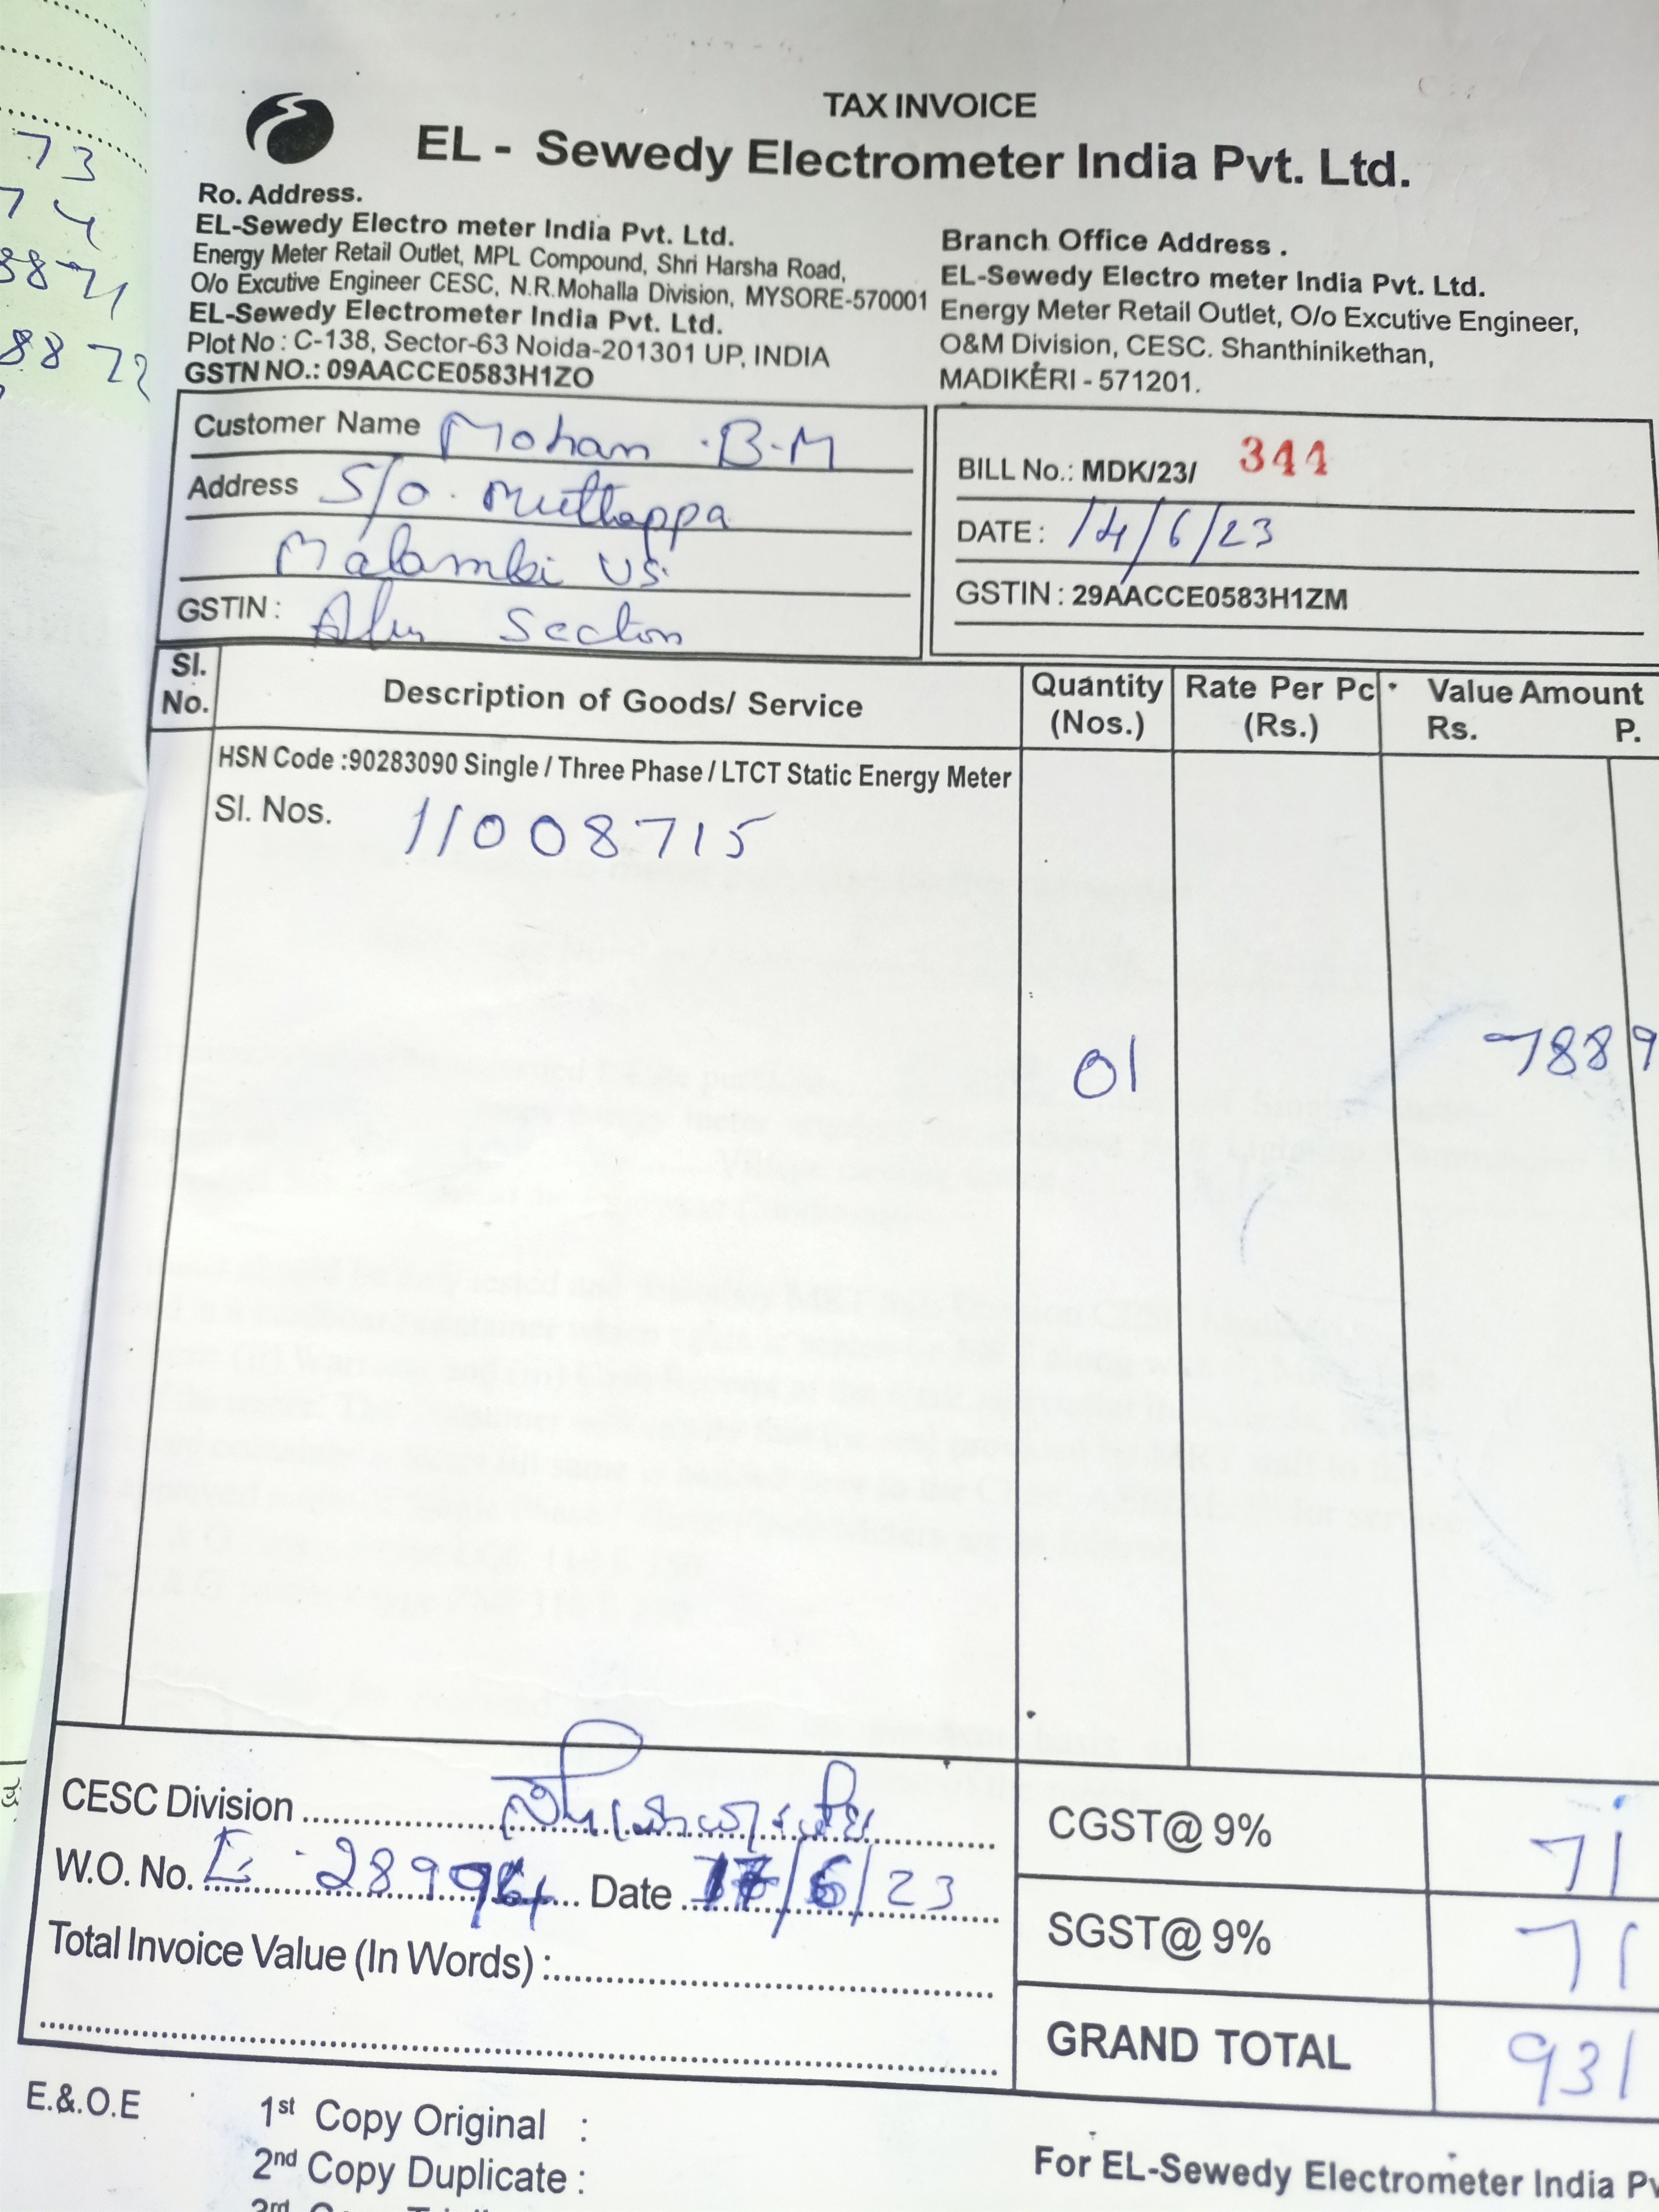 TAX INVOICE
EL - Sewedy Electrometer India Pvt. Ltd.
Ro. Address.
EL-Sewedy Electro meter India Pvt. Ltd.
Energy Meter Retail Outlet, MPL Compound, Shri Harsha Road,
O/o Excutive Engineer CESC, N.R.Mohalla Division, MYSORE-570001
EL-Sewedy Electrometer India Pvt. Ltd.
Plot No : C-138, Sector-63 Noida-201301 UP, INDIA
GSTN NO.: 09AACCE0583H1ZO
Branch Office Address .
EL-Sewedy Electro meter India Pvt. Ltd.
Energy Meter Retail Outlet, O/o Excutive Engineer,
O&M Division, CESC. Shanthinikethan,
MADIKERI - 571201.
Customer Name Mohan .B.M
Address S/o. Muthappa
Malambi
GSTIN : Section
BILL No.: MDK/23/ 344
DATE : 14/6/23
GSTIN : 29AACCE0583H1ZM
Sl. No. Description of Goods/ Service Quantity (Nos.) Rate Per Pc (Rs.) Value Amount Rs. P.
HSN Code :90283090 Single / Three Phase / LTCT Static Energy Meter
Sl. Nos. 11008715
01 7889
CESC Division
W.O. No. Date /23
Total Invoice Value (In Words) :
CGST@ 9% 71
SGST@ 9% 71
GRAND TOTAL 931
E.&.O.E
1st Copy Original :
2nd Copy Duplicate :
For EL-Sewedy Electrometer India Pv
73
74
8871
8872